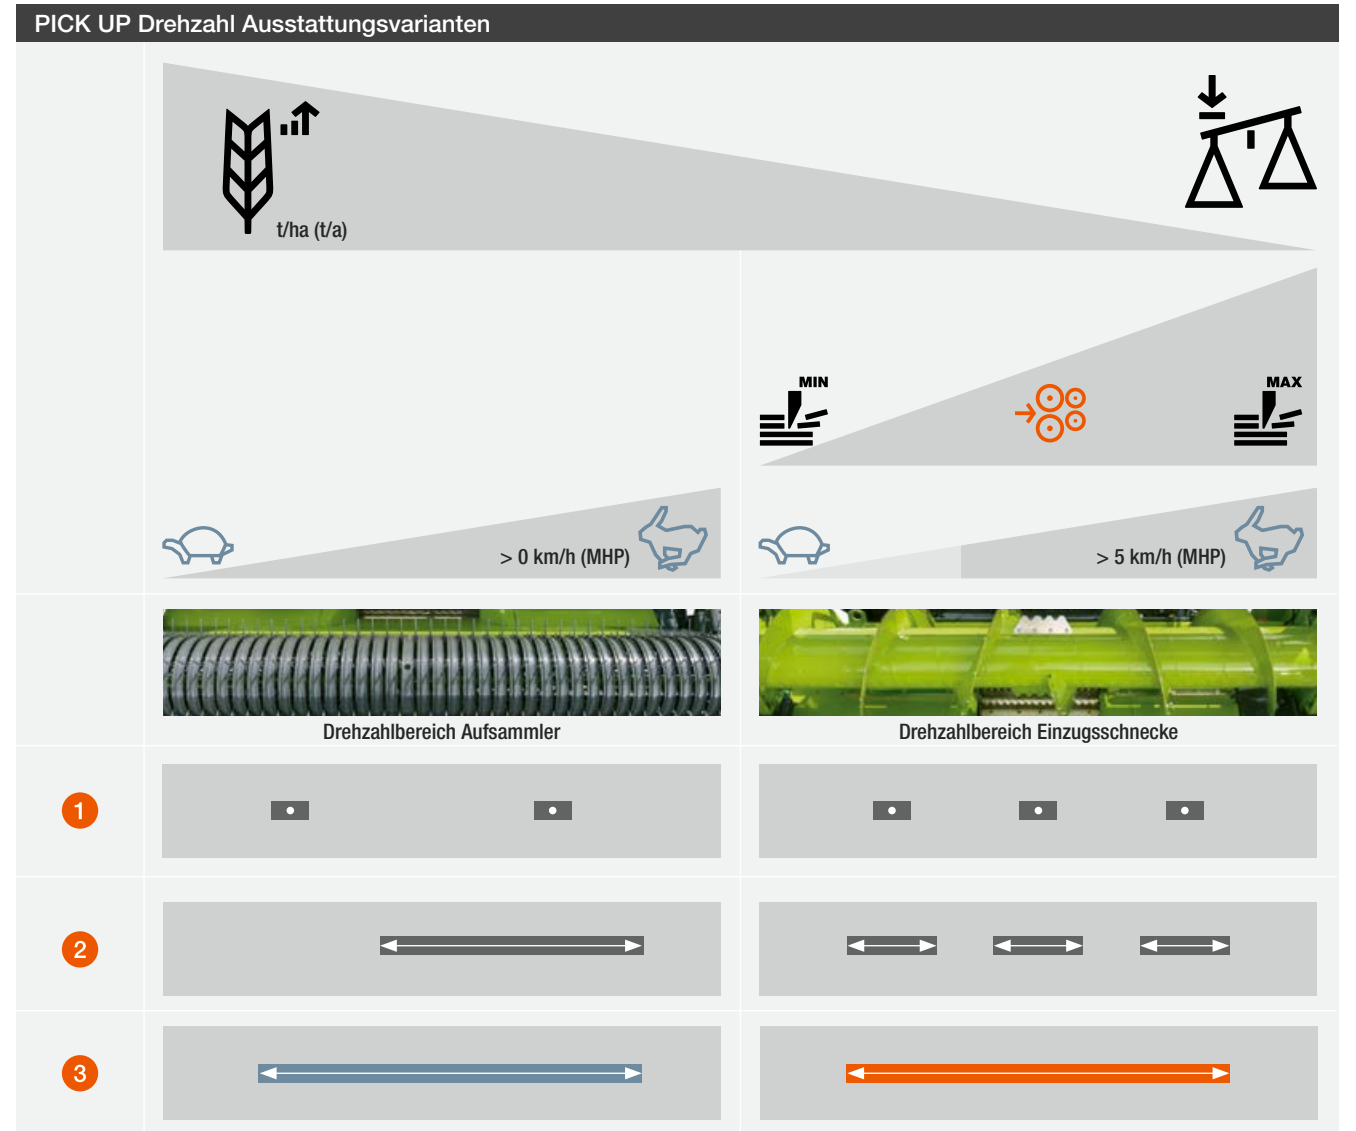 PICK UP Drehzahl Ausstattungsvarianten
t/ha (t/a)
MIN
MAX
> 0 km/h (MHP)
> 5 km/h (MHP)
Drehzahlbereich Aufsammler
Drehzahlbereich Einzugsschnecke
1
2
3